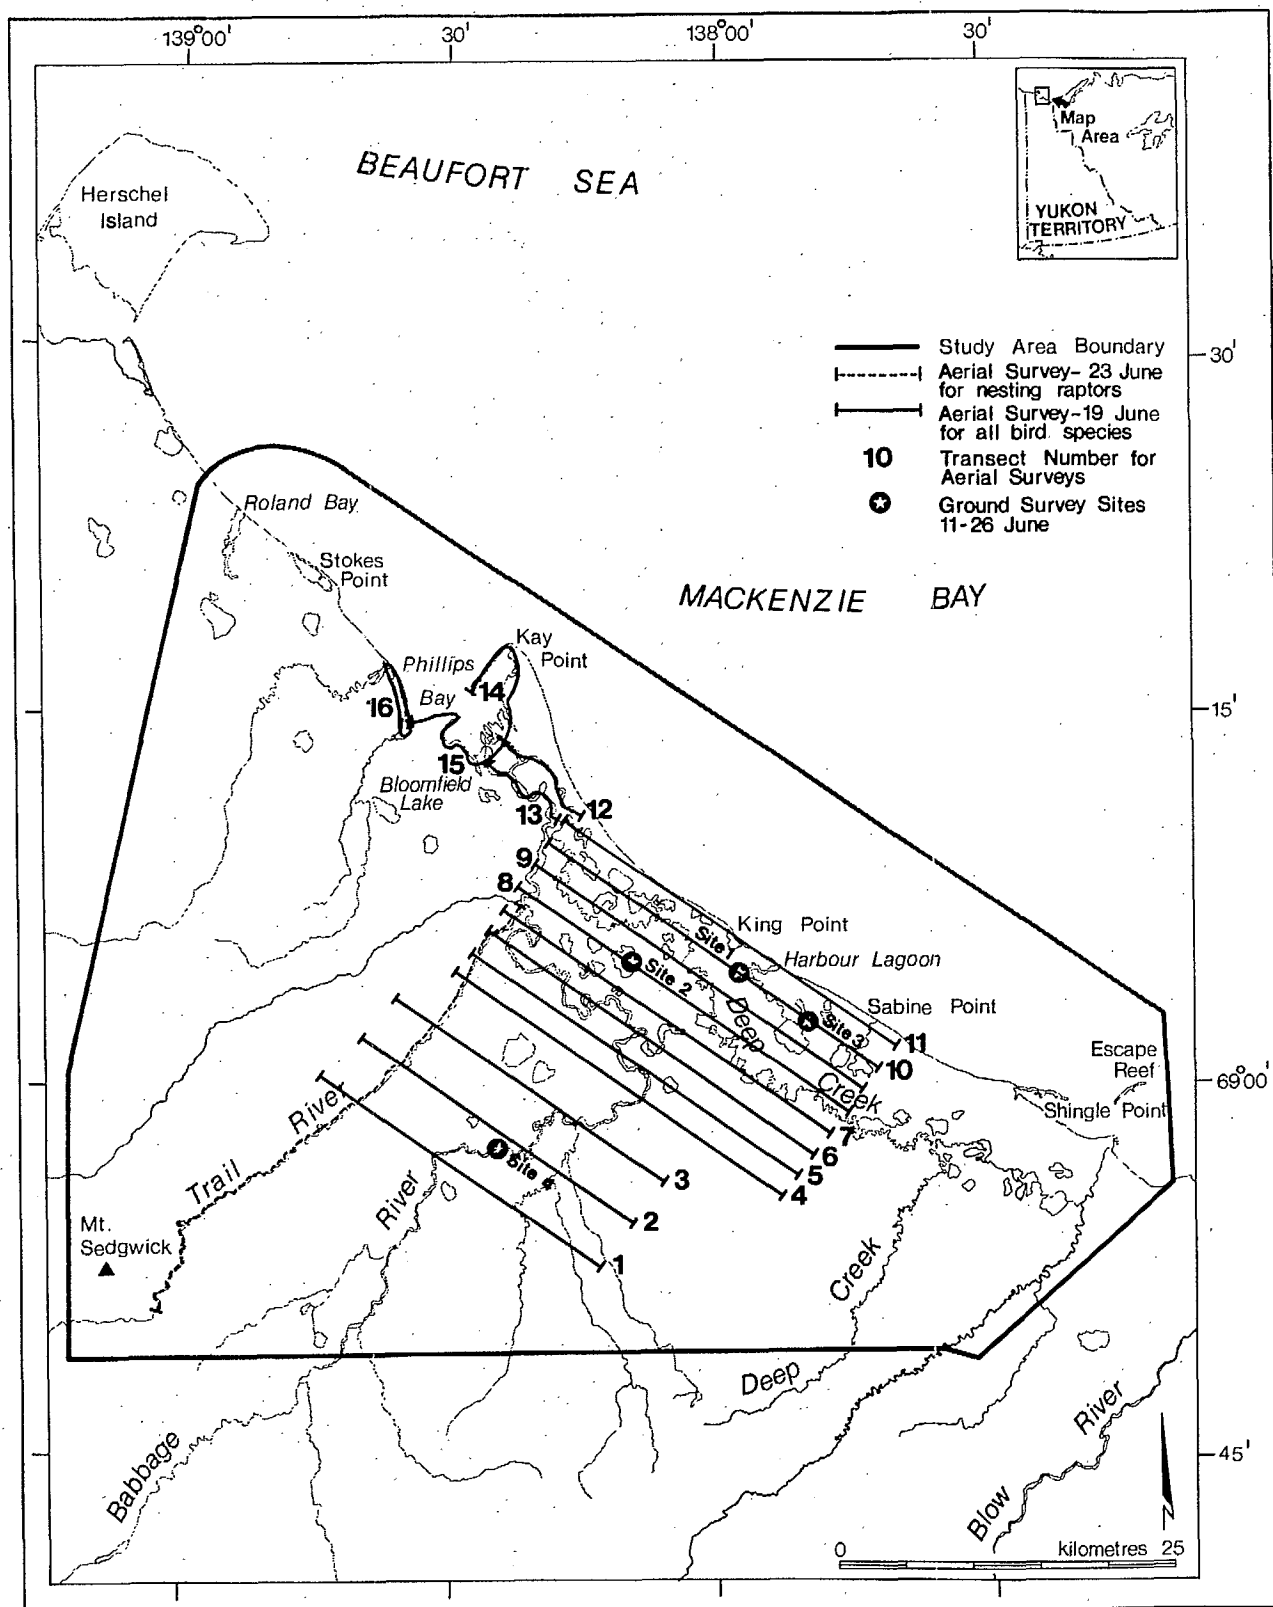 139°00'
30'
138°00'
30'
BEAUFORT SEA
Herschel
Island
Map
Area
YUKON
TERRITORY
30'
Study Area Boundary
Aerial Survey- 23 June
for nesting raptors
Aerial Survey-19 June
for all bird species
10
Transect Number for
Aerial Surveys
Ground Survey Sites
11-26 June
Roland Bay
Stokes
Point
MACKENZIE BAY
Kay
Point
Phillips
Bay
14
16
15'
15
Bloomfield
Lake
13
12
9
8
King Point
Site 1
Harbour Lagoon
Site 2
Sabine Point
Deep
Creek
Site 3
11
10
Escape
Reef
69°00'
Shingle Point
7
6
5
4
3
2
1
Site 4
Trail River
River
Mt.
Sedgwick
Creek
Deep
Babbage
Blow River
45'
N
0 kilometres 25